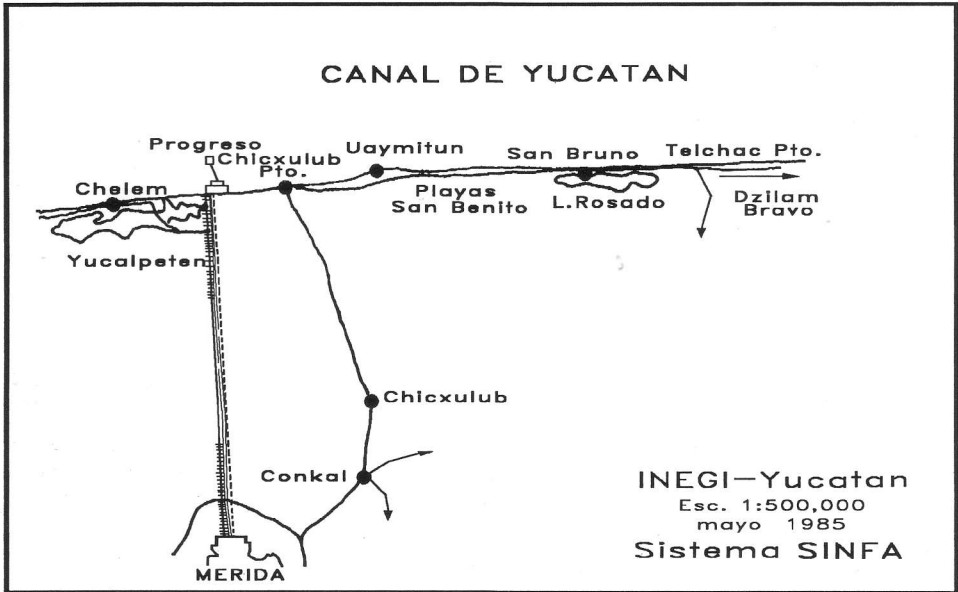 CANAL DE YUCATAN
Progreso
Chicxulub
Pto.
Uaymitun
San Bruno
Telchac Pto.
Chelem
Playas
San Benito
L.Rosado
Dzilam
Bravo
Yucalpeten
Chicxulub
Conkal
MERIDA
INEGI-Yucatan
Esc. 1:500,000
mayo 1985
Sistema SINFA